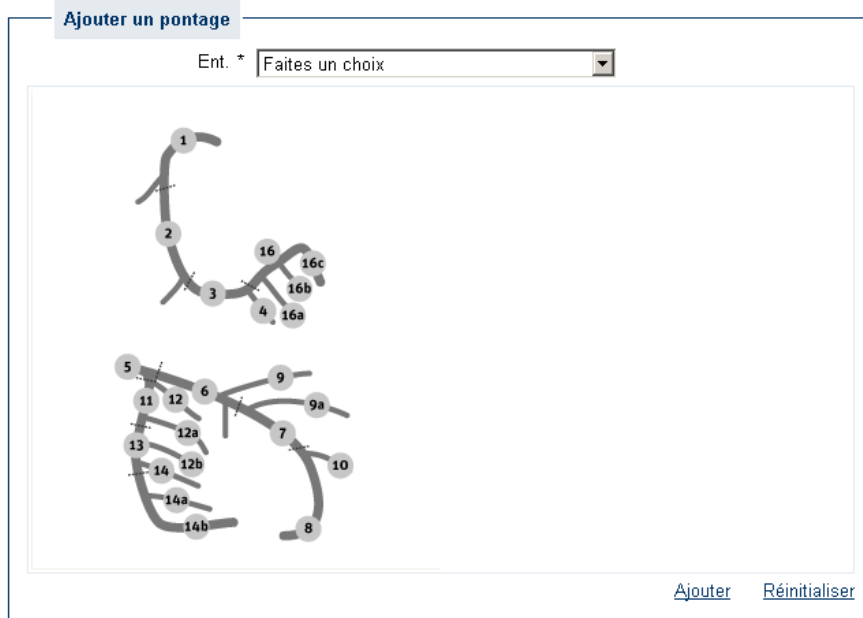 Ajouter un pontage
Ent. * Faites un choix
1
2
16
16c
16b
3
4
16a
5
9
6
11
12
9a
12a
7
13
12b
14
10
14a
14b
8
Ajouter Réinitialiser